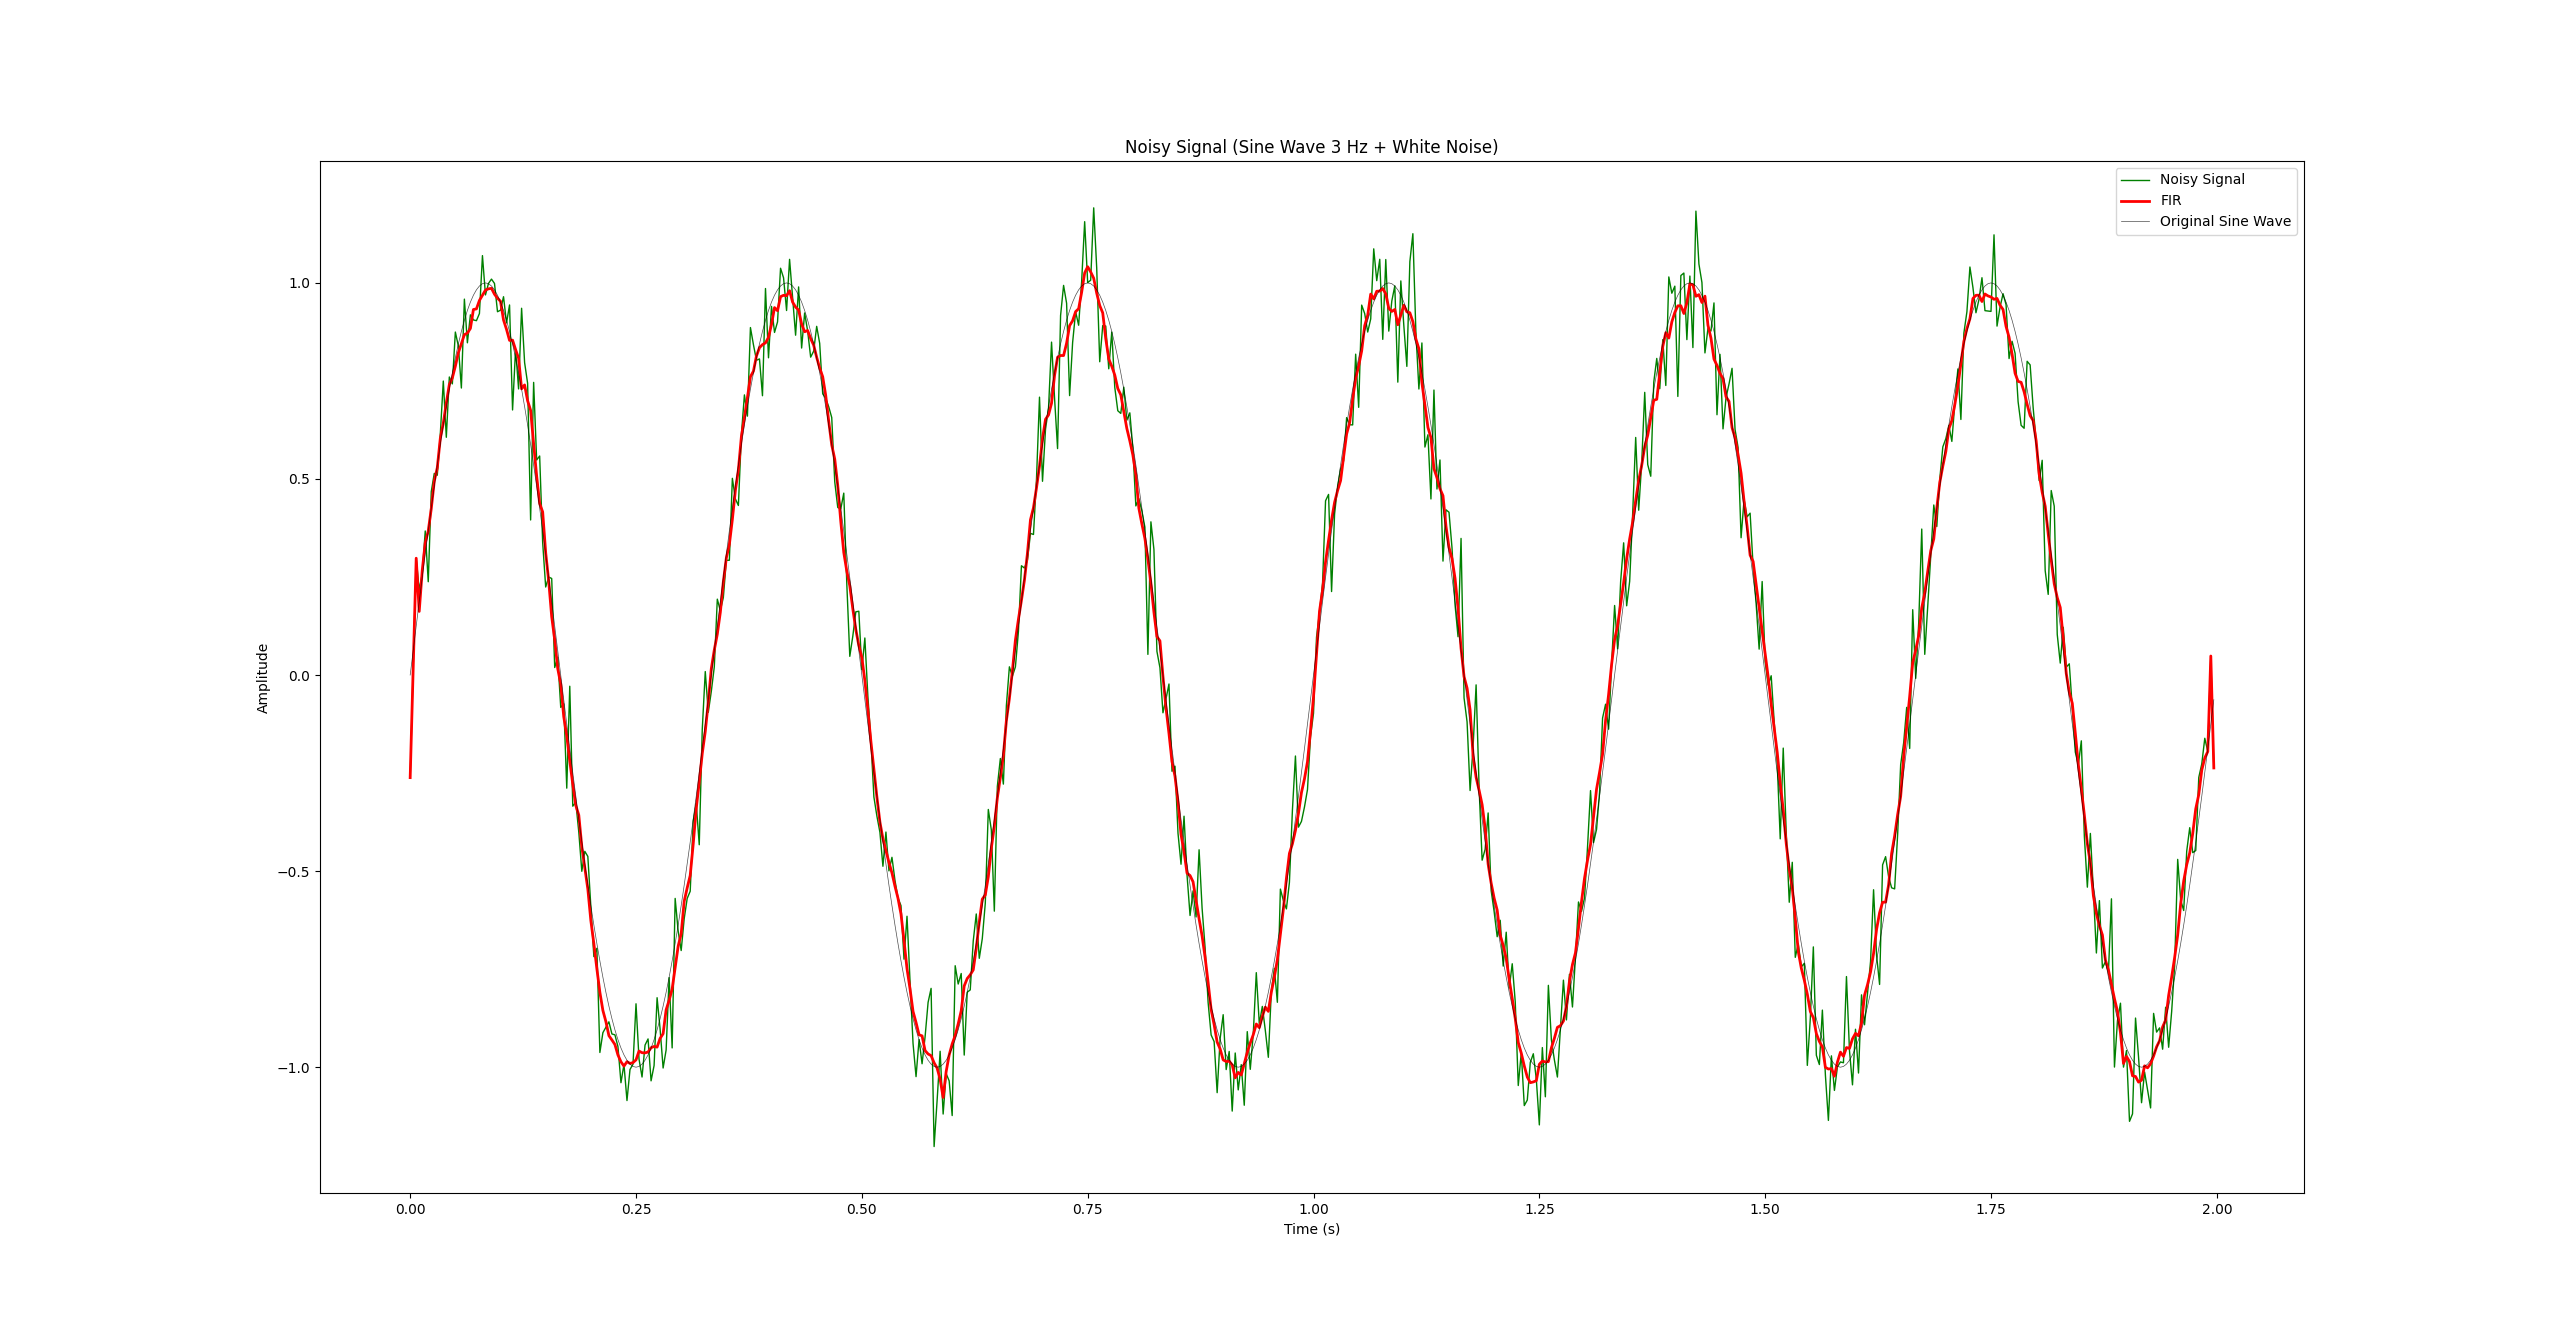 Noisy Signal (Sine Wave 3 Hz + White Noise)
Noisy Signal
FIR
Original Sine Wave
1.0
0.5
0.0
−0.5
−1.0
Amplitude
0.00 0.25 0.50 0.75 1.00 1.25 1.50 1.75 2.00
Time (s)